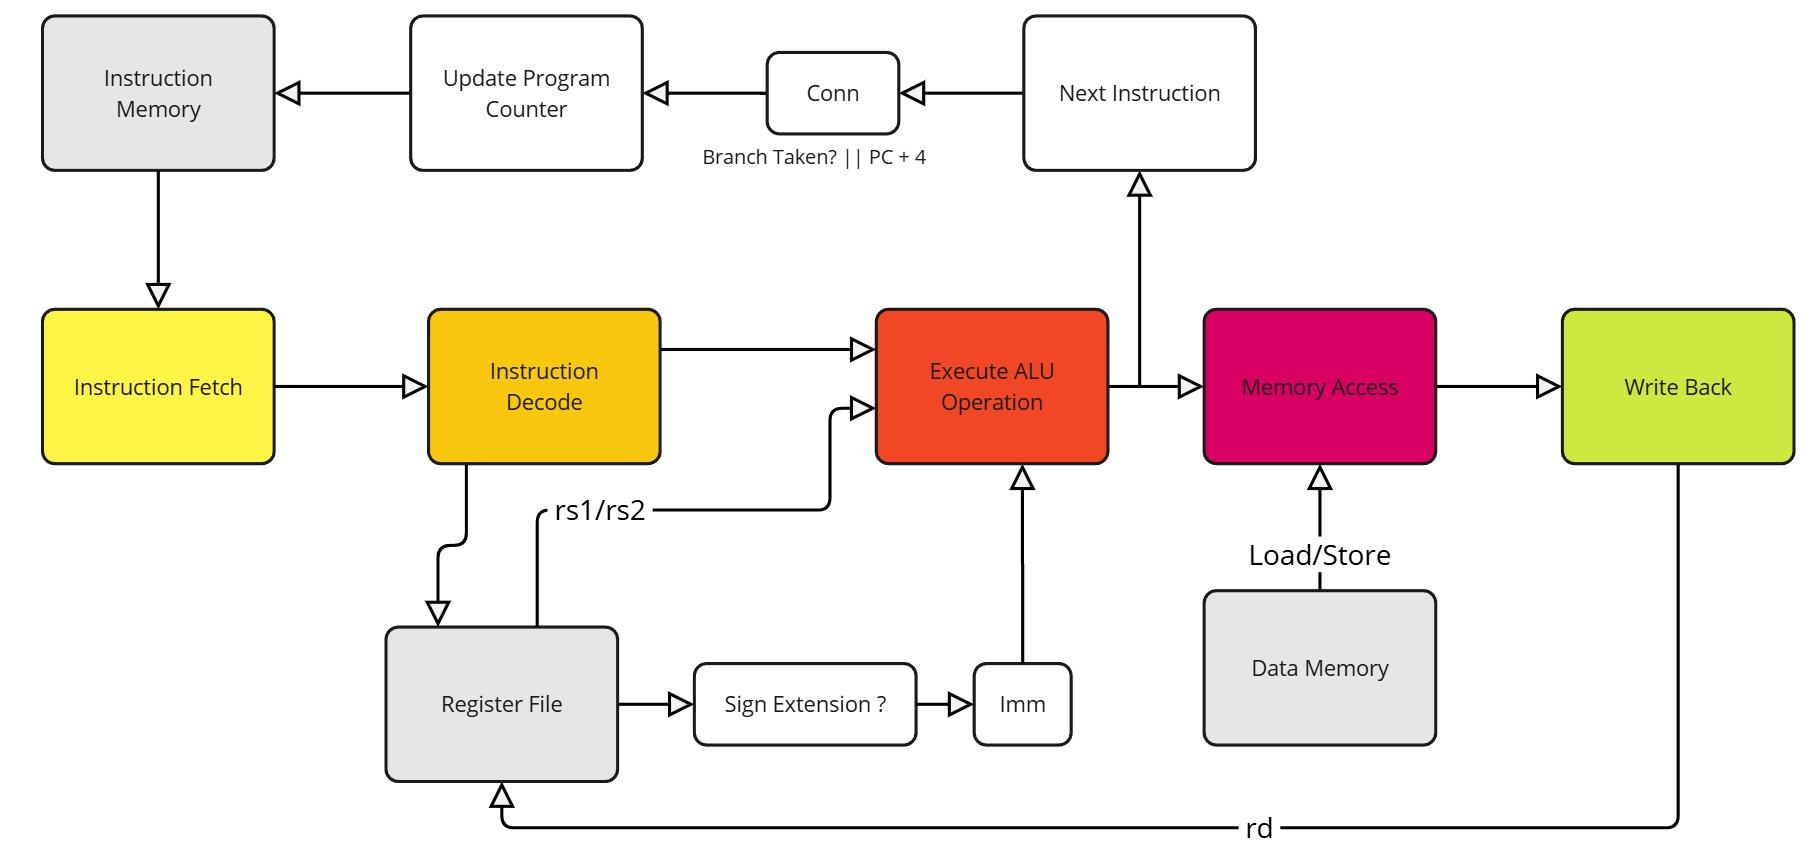 Instruction
Memory
Update Program
Counter
Conn
Next Instruction
Branch Taken? || PC + 4
Instruction Fetch
Instruction
Decode
Execute ALU
Operation
Memory Access
Write Back
rs1/rs2
Load/Store
Register File
Sign Extension ?
Imm
Data Memory
rd